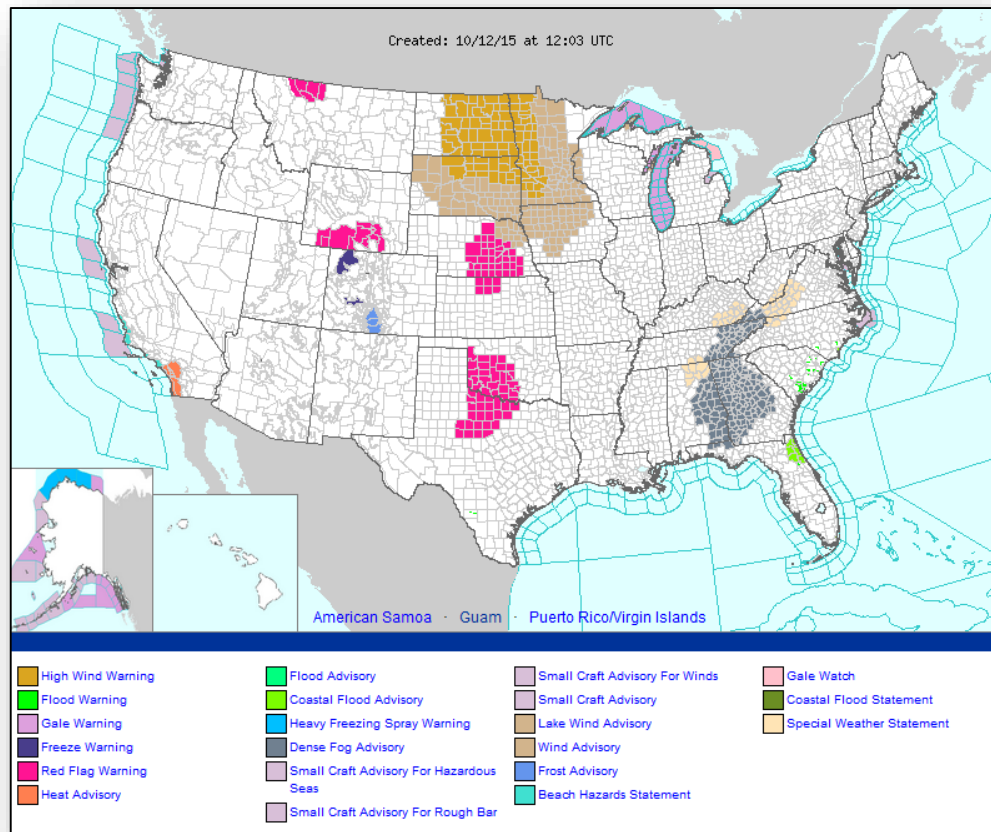 Created: 10/12/15 at 12:03 UTC
American Samoa · Guam · Puerto Rico/Virgin Islands
High Wind Warning
Flood Warning
Gale Warning
Freeze Warning
Red Flag Warning
Heat Advisory
Flood Advisory
Coastal Flood Advisory
Heavy Freezing Spray Warning
Dense Fog Advisory
Small Craft Advisory For Hazardous
Seas
Small Craft Advisory For Rough Bar
Small Craft Advisory For Winds
Small Craft Advisory
Lake Wind Advisory
Wind Advisory
Frost Advisory
Beach Hazards Statement
Gale Watch
Coastal Flood Statement
Special Weather Statement